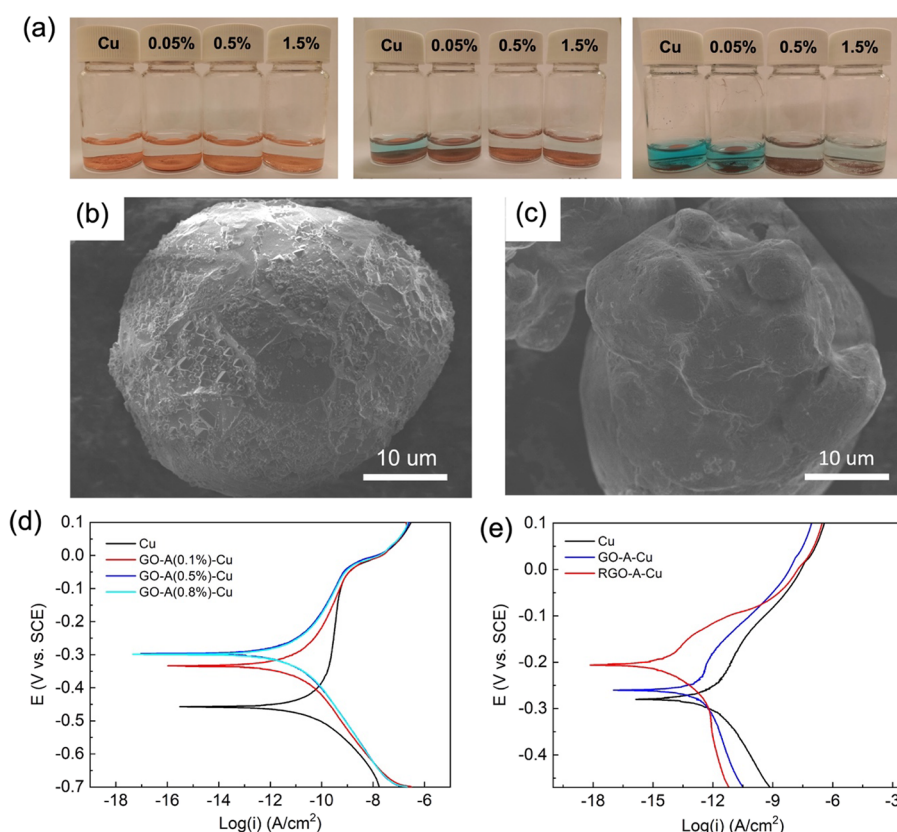 (a)
Cu 0.05% 0.5% 1.5%
Cu 0.05% 0.5% 1.5%
Cu 0.05% 0.5% 1.5%
(b)
10 um
(c)
10 um
(d)
0.1
0.0
-0.1
-0.2
-0.3
-0.4
-0.5
-0.6
-0.7
E (V vs. SCE)
Cu
GO-A(0.1%)-Cu
GO-A(0.5%)-Cu
GO-A(0.8%)-Cu
-18 -16 -14 -12 -10 -8 -6
Log(i) (A/cm²)
(e)
0.1
0.0
-0.1
-0.2
-0.3
-0.4
E (V vs. SCE)
Cu
GO-A-Cu
RGO-A-Cu
-18 -15 -12 -9 -6 -3
Log(i) (A/cm²)